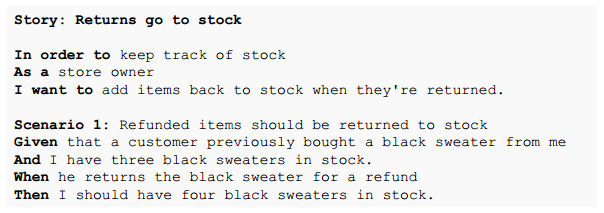 Story: Returns go to stock
In order to keep track of stock
As a store owner
I want to add items back to stock when they're returned.
Scenario 1: Refunded items should be returned to stock
Given that a customer previously bought a black sweater from me
And I have three black sweaters in stock.
When he returns the black sweater for a refund
Then I should have four black sweaters in stock.